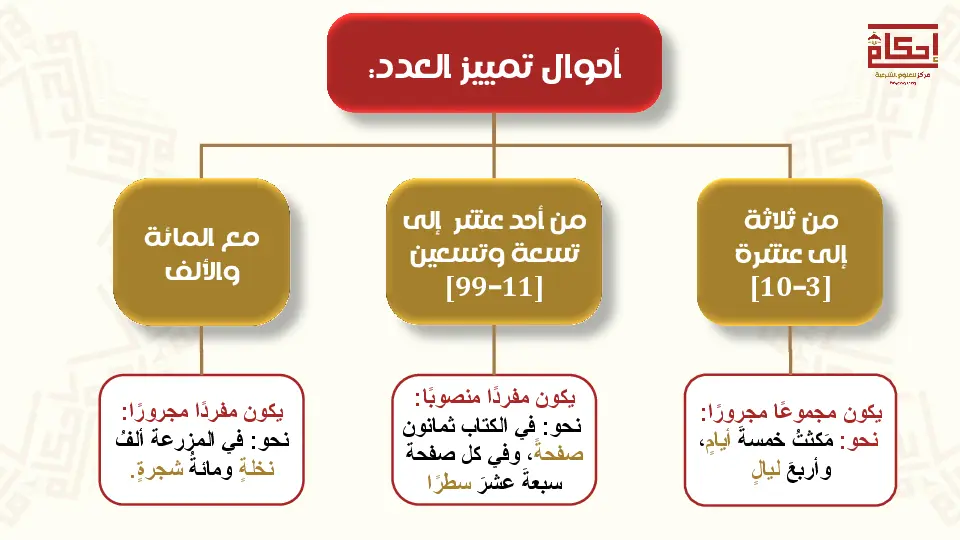 إحكام
مركز للعلوم الشرعية
أحوال تمييز العدد:
من ثلاثة
إلى عشرة
[3-10]
يكون مجموعًا مجرورًا:
نحو: مَكثتُ خمسةَ أيامٍ،
وأربعَ ليالٍ
من أحد عشر إلى
تسعة وتسعين
[11-99]
يكون مفردًا منصوبًا:
نحو: في الكتاب ثمانون
صفحةً، وفي كل صفحة
سبعةَ عشرَ سطرًا
مع المائة
والألف
يكون مفردًا مجرورًا:
نحو: في المزرعة ألفُ
نخلةٍ ومائةُ شجرةٍ.